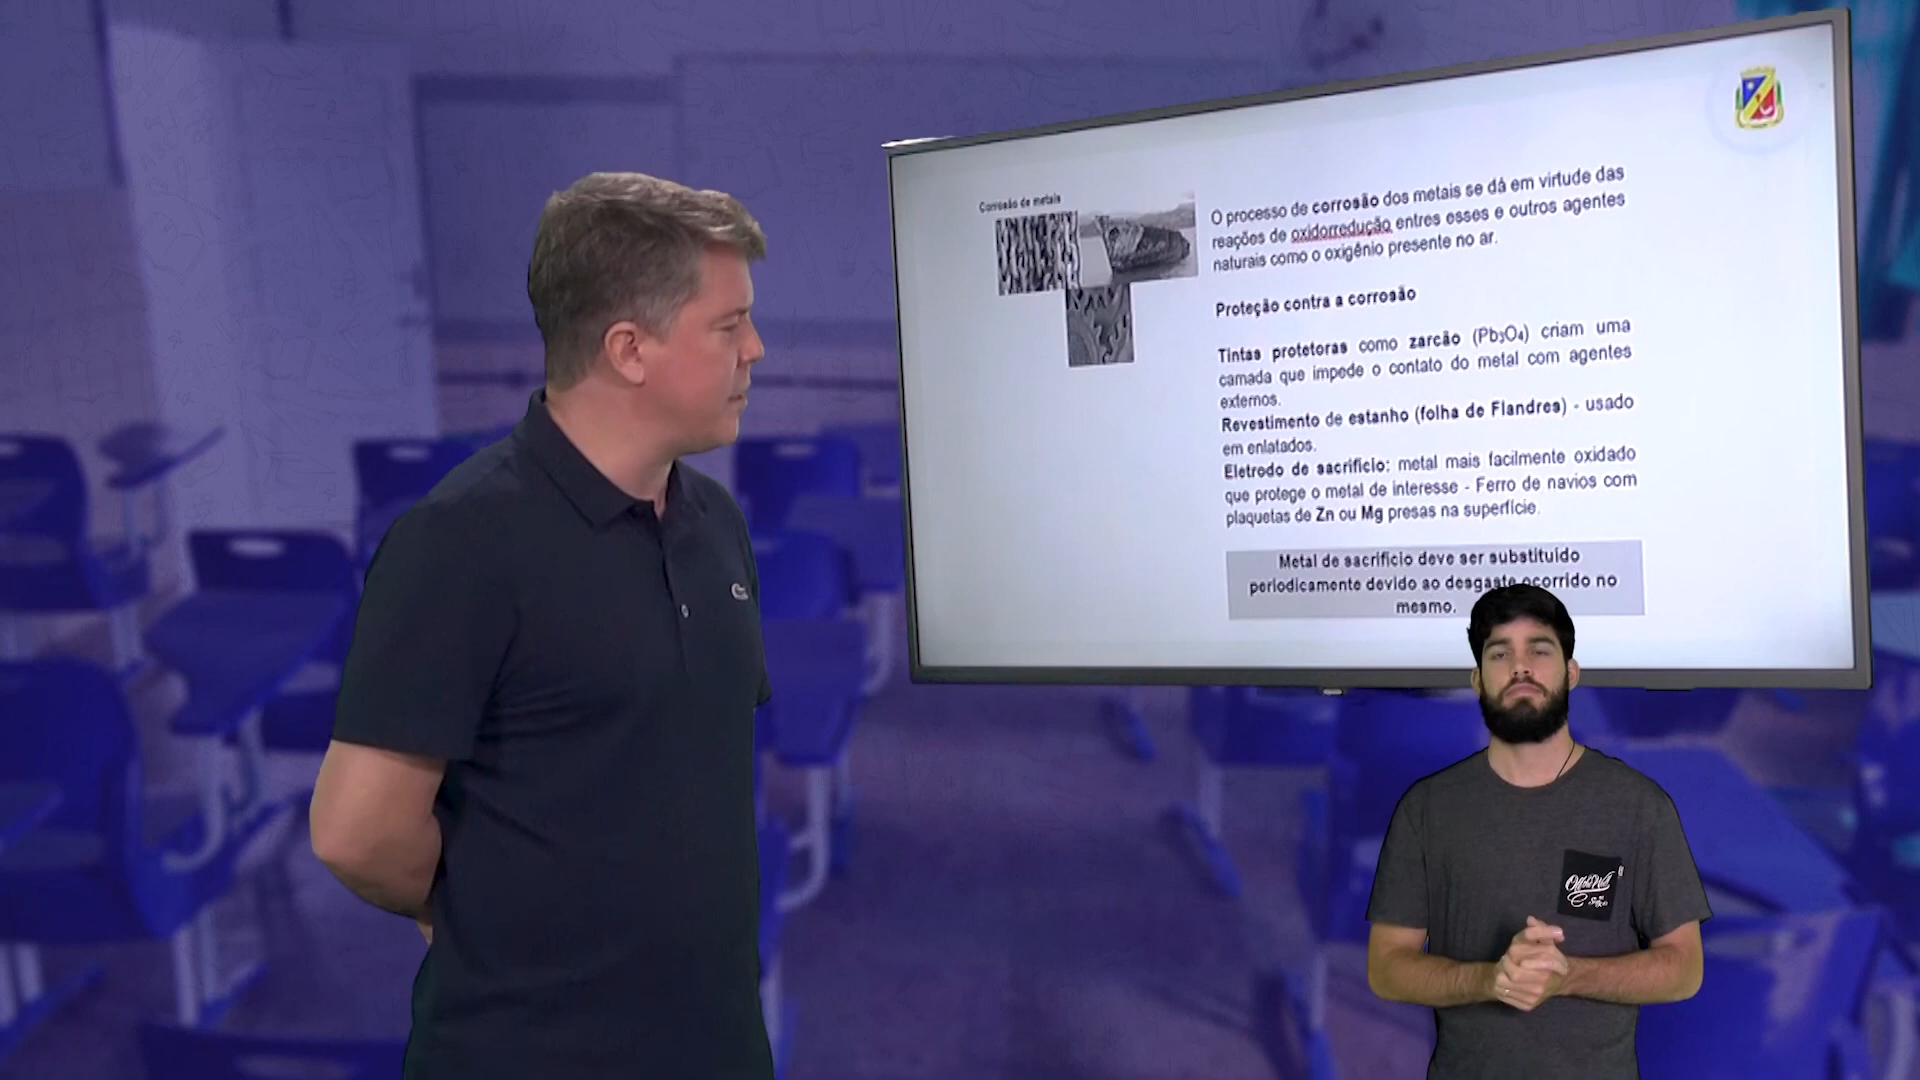 Corrosão de metais
O processo de corrosão dos metais se dá em virtude das
reações de oxidorredução entres esses e outros agentes
naturais como o oxigênio presente no ar.
Proteção contra a corrosão
Tintas protetoras como zarcão (Pb₃O₄) criam uma
camada que impede o contato do metal com agentes
externos.
Revestimento de estanho (folha de Flandres) - usado
em enlatados.
Eletrodo de sacrifício: metal mais facilmente oxidado
que protege o metal de interesse - Ferro de navios com
plaquetas de Zn ou Mg presas na superfície.
Metal de sacrifício deve ser substituído
periodicamente devido ao desgaste ocorrido no
mesmo.